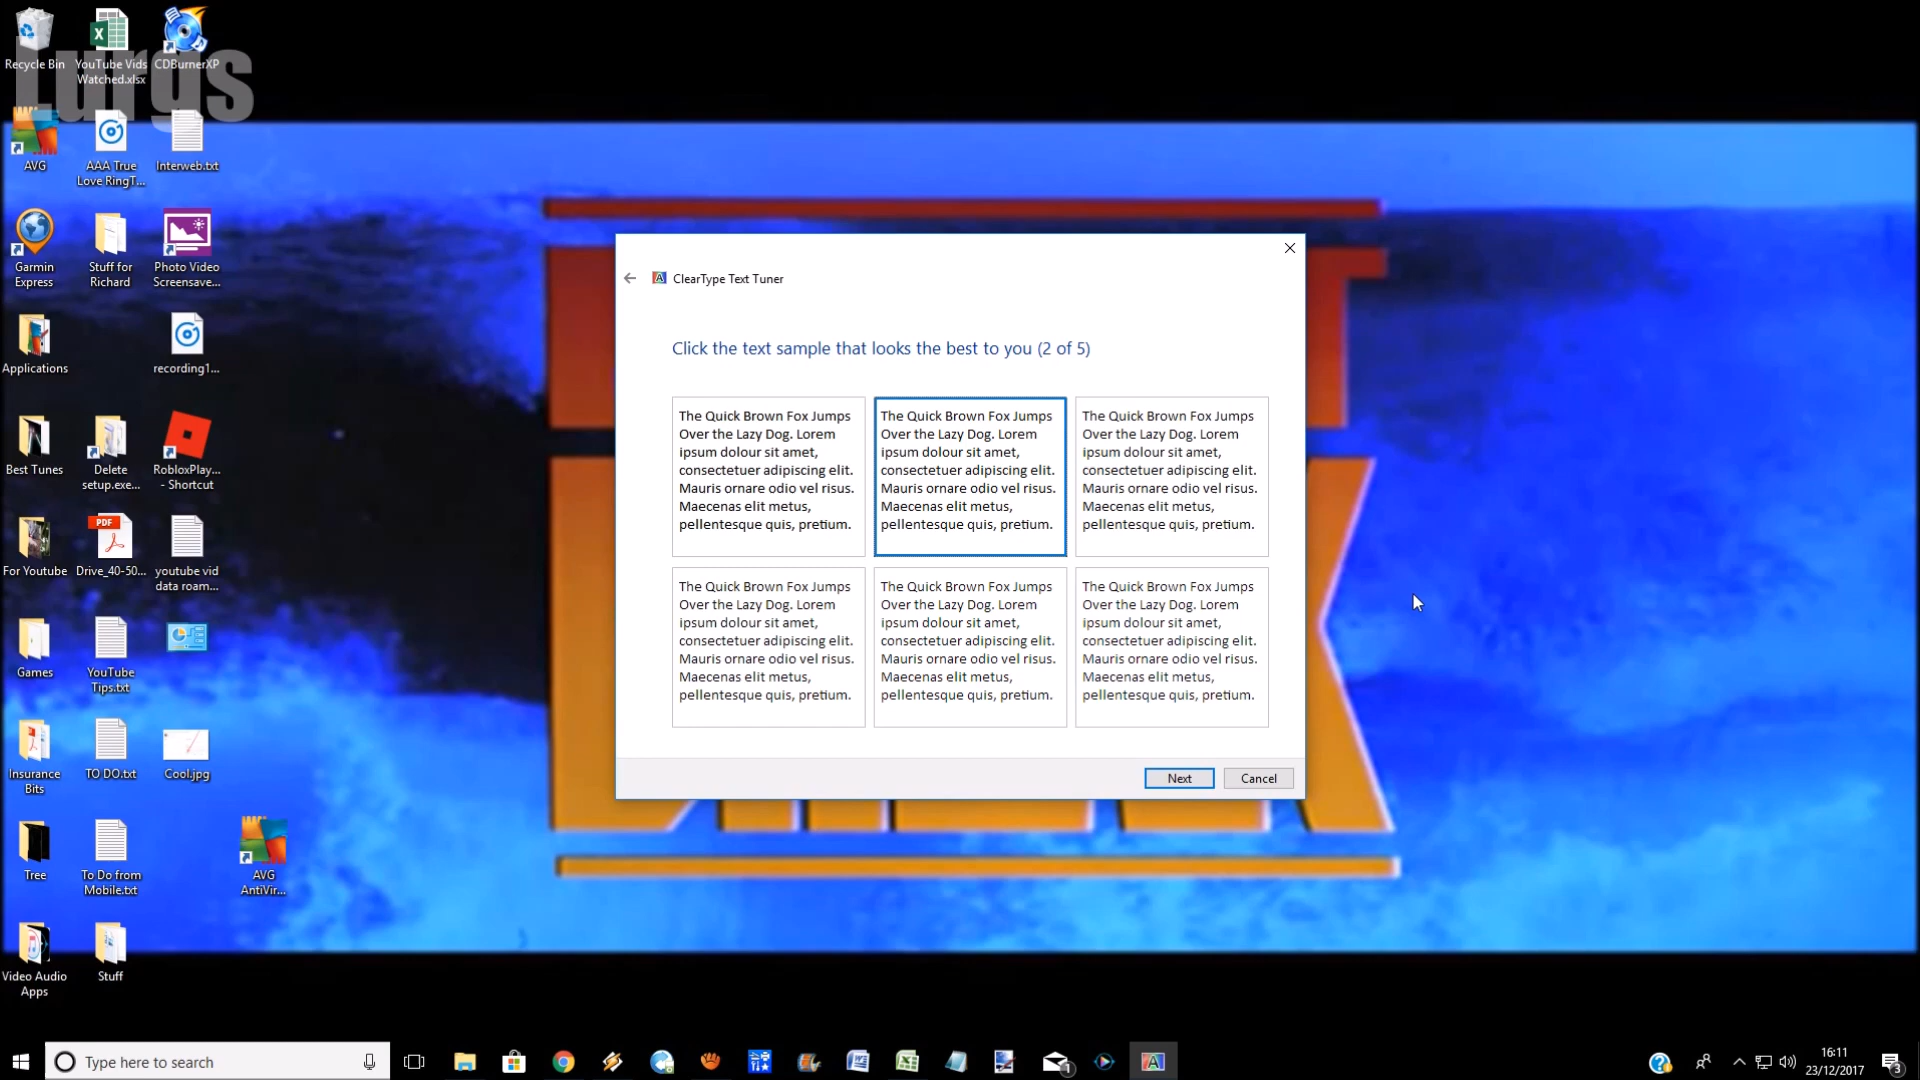 Lurgs
Recycle Bin
YouTube Vids
Watched.xlsx
CDBurnerXP
AVG
AAA True
Love RingT...
Interweb.txt
Garmin
Express
Stuff for
Richard
Photo Video
Screensave...
Applications
recording1...
Best Tunes
Delete
setup.exe...
RobloxPlay...
- Shortcut
PDF
For Youtube
Drive_40-50...
youtube vid
data roam...
Games
YouTube
Tips.txt
Insurance
Bits
TO DO.txt
Cool.jpg
Tree
To Do from
Mobile.txt
AVG
AntiVir...
Video Audio
Apps
Stuff
ClearType Text Tuner
Click the text sample that looks the best to you (2 of 5)
The Quick Brown Fox Jumps
Over the Lazy Dog. Lorem
ipsum dolour sit amet,
consectetuer adipiscing elit.
Mauris ornare odio vel risus.
Maecenas elit metus,
pellentesque quis, pretium.
The Quick Brown Fox Jumps
Over the Lazy Dog. Lorem
ipsum dolour sit amet,
consectetuer adipiscing elit.
Mauris ornare odio vel risus.
Maecenas elit metus,
pellentesque quis, pretium.
The Quick Brown Fox Jumps
Over the Lazy Dog. Lorem
ipsum dolour sit amet,
consectetuer adipiscing elit.
Mauris ornare odio vel risus.
Maecenas elit metus,
pellentesque quis, pretium.
The Quick Brown Fox Jumps
Over the Lazy Dog. Lorem
ipsum dolour sit amet,
consectetuer adipiscing elit.
Mauris ornare odio vel risus.
Maecenas elit metus,
pellentesque quis, pretium.
The Quick Brown Fox Jumps
Over the Lazy Dog. Lorem
ipsum dolour sit amet,
consectetuer adipiscing elit.
Mauris ornare odio vel risus.
Maecenas elit metus,
pellentesque quis, pretium.
The Quick Brown Fox Jumps
Over the Lazy Dog. Lorem
ipsum dolour sit amet,
consectetuer adipiscing elit.
Mauris ornare odio vel risus.
Maecenas elit metus,
pellentesque quis, pretium.
Next
Cancel
Type here to search
1
16:11
23/12/2017
3